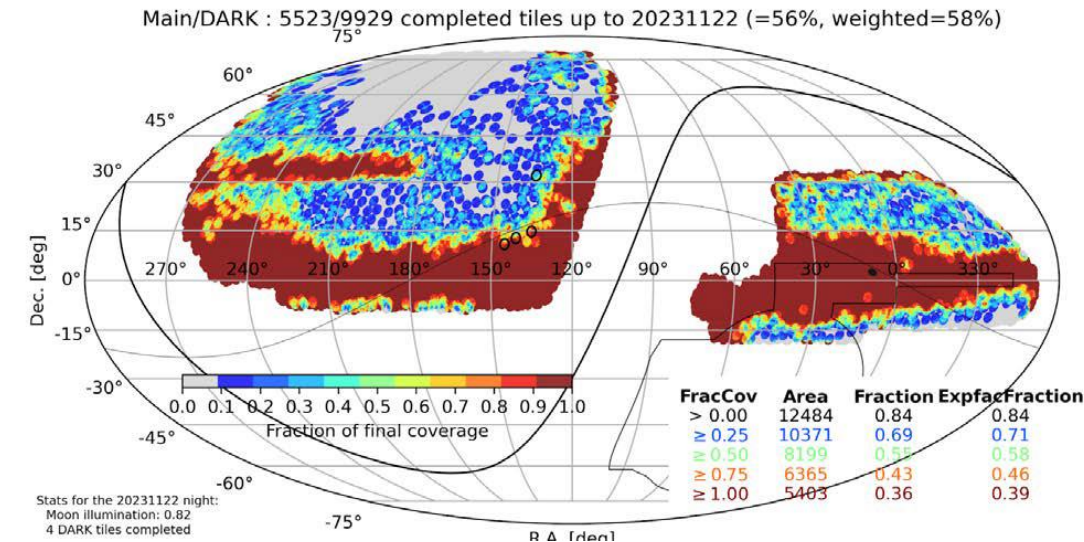 Main/DARK : 5523/9929 completed tiles up to 20231122 (=56%, weighted=58%)
75°
60°
45°
30°
15°
0°
-15°
-30°
-45°
-60°
-75°
Dec. [deg]
270° 240° 210° 180° 150° 120° 90° 60° 30° 0° 330°
0.0 0.1 0.2 0.3 0.4 0.5 0.6 0.7 0.8 0.9 1.0
Fraction of final coverage
FracCov Area Fraction ExpfacFraction
> 0.00 12484 0.84 0.84
≥ 0.25 10371 0.69 0.71
≥ 0.50 8199 0.55 0.58
≥ 0.75 6365 0.43 0.46
≥ 1.00 5403 0.36 0.39
Stats for the 20231122 night:
Moon illumination: 0.82
4 DARK tiles completed
R.A. [deg]